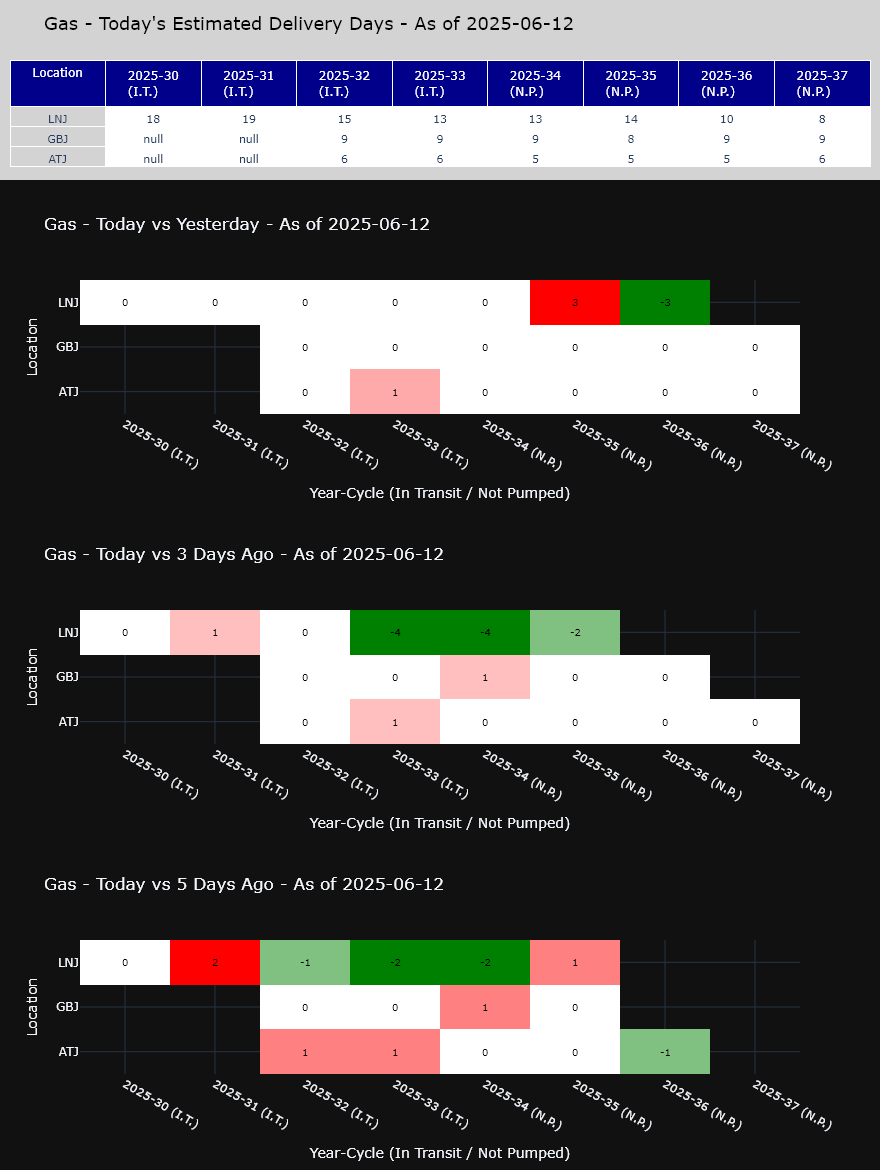 Gas - Today's Estimated Delivery Days - As of 2025-06-12
Location 2025-30 (I.T.) 2025-31 (I.T.) 2025-32 (I.T.) 2025-33 (I.T.) 2025-34 (N.P.) 2025-35 (N.P.) 2025-36 (N.P.) 2025-37 (N.P.)
LNJ 18 19 15 13 13 14 10 8
GBJ null null 9 9 9 8 9 9
ATJ null null 6 6 5 5 5 6
Gas - Today vs Yesterday - As of 2025-06-12
Location
LNJ 0 0 0 0 0 3 -3
GBJ 0 0 0 0 0 0
ATJ 0 1 0 0 0 0
2025-30 (I.T.) 2025-31 (I.T.) 2025-32 (I.T.) 2025-33 (I.T.) 2025-34 (N.P.) 2025-35 (N.P.) 2025-36 (N.P.) 2025-37 (N.P.)
Year-Cycle (In Transit / Not Pumped)
Gas - Today vs 3 Days Ago - As of 2025-06-12
Location
LNJ 0 1 0 -4 -4 -2
GBJ 0 0 1 0 0
ATJ 0 1 0 0 0 0
2025-30 (I.T.) 2025-31 (I.T.) 2025-32 (I.T.) 2025-33 (I.T.) 2025-34 (N.P.) 2025-35 (N.P.) 2025-36 (N.P.) 2025-37 (N.P.)
Year-Cycle (In Transit / Not Pumped)
Gas - Today vs 5 Days Ago - As of 2025-06-12
Location
LNJ 0 2 -1 -2 -2 1
GBJ 0 0 1 0
ATJ 1 1 0 0 -1
2025-30 (I.T.) 2025-31 (I.T.) 2025-32 (I.T.) 2025-33 (I.T.) 2025-34 (N.P.) 2025-35 (N.P.) 2025-36 (N.P.) 2025-37 (N.P.)
Year-Cycle (In Transit / Not Pumped)